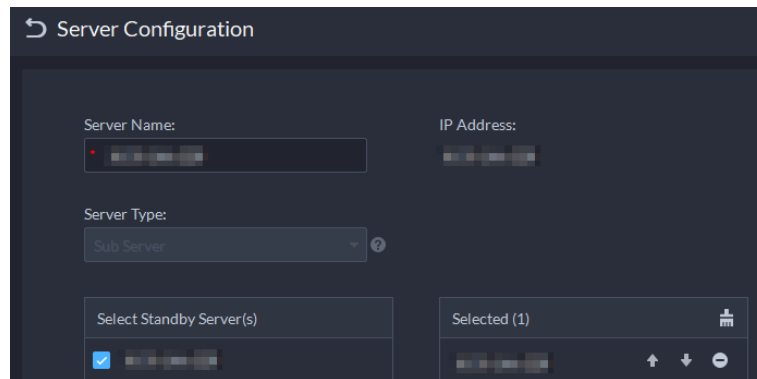 Server Configuration
Server Name:
IP Address:
*
Server Type:
Sub Server
Select Standby Server(s)
Selected (1)